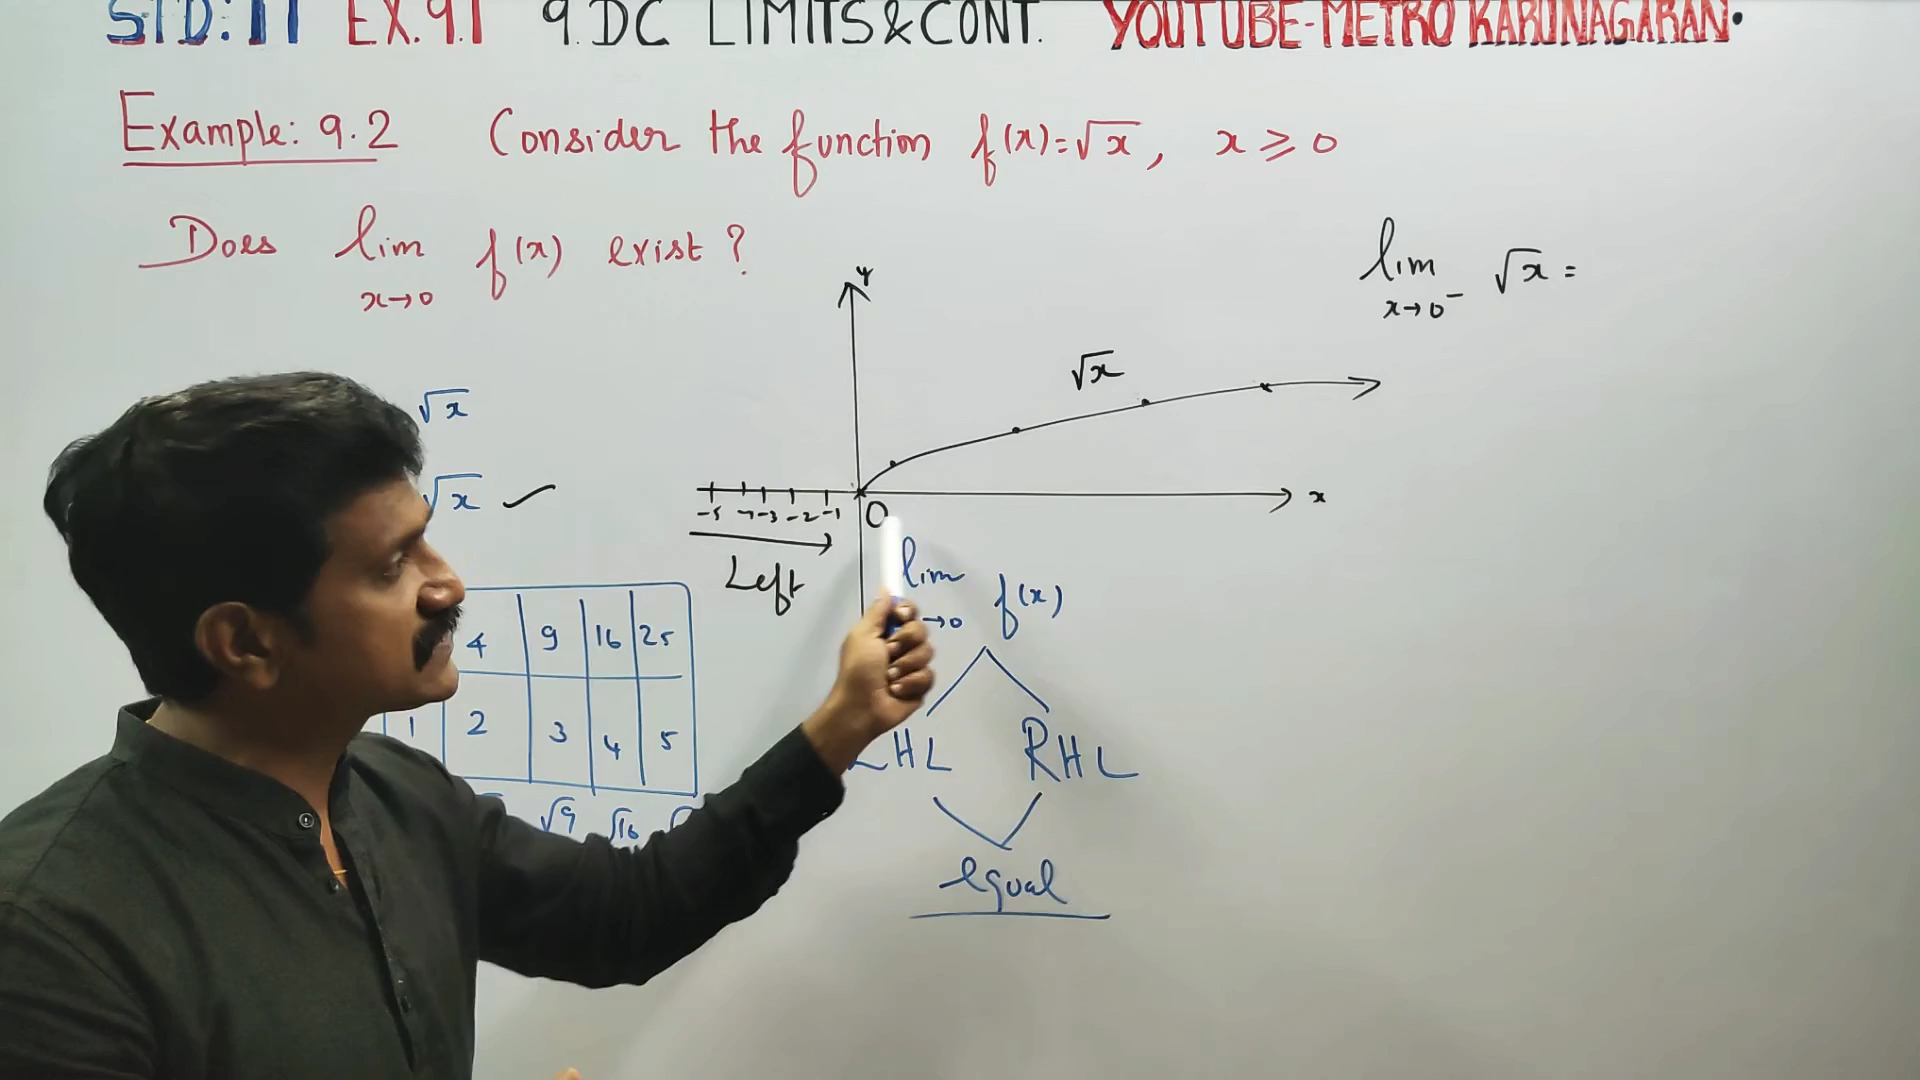 STD:11 EX.9.1 9.DC LIMITS&CONT. YOUTUBE-METRO KARUNAGARAN.
Example: 9.2 Consider the function f(x)=√x, x ≥ 0
Does lim f(x) exist?
x→0
y
lim √x =
x→0⁻
√x
√x
√x
-5 -4 -3 -2 -1 0
x
Left
lim f(x)
→0
4 9 16 25
1 2 3 4 5
√9 √16
LHL RHL
equal